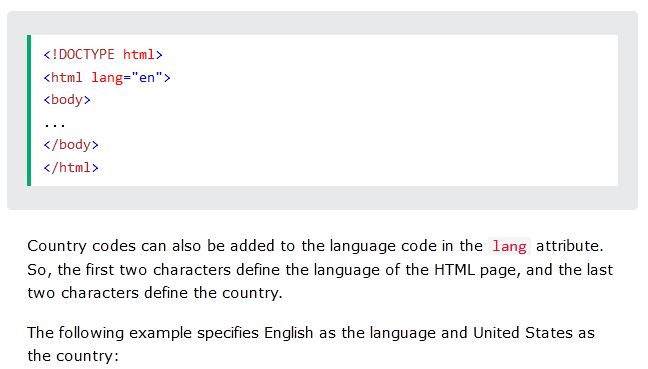 <!DOCTYPE html>
<html lang="en">
<body>
...
</body>
</html>
Country codes can also be added to the language code in the lang attribute.
So, the first two characters define the language of the HTML page, and the last
two characters define the country.
The following example specifies English as the language and United States as
the country: